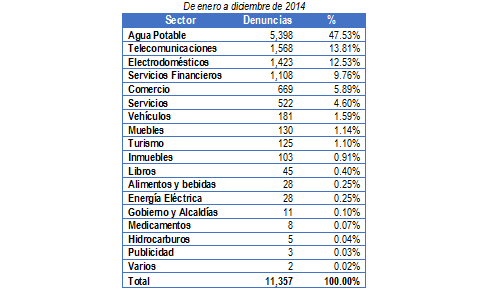 De enero a diciembre de 2014
Sector Denuncias %
Agua Potable 5,398 47.53%
Telecomunicaciones 1,568 13.81%
Electrodomésticos 1,423 12.53%
Servicios Financieros 1,108 9.76%
Comercio 669 5.89%
Servicios 522 4.60%
Vehículos 181 1.59%
Muebles 130 1.14%
Turismo 125 1.10%
Inmuebles 103 0.91%
Libros 45 0.40%
Alimentos y bebidas 28 0.25%
Energía Eléctrica 28 0.25%
Gobierno y Alcaldías 11 0.10%
Medicamentos 8 0.07%
Hidrocarburos 5 0.04%
Publicidad 3 0.03%
Varios 2 0.02%
Total 11,357 100.00%